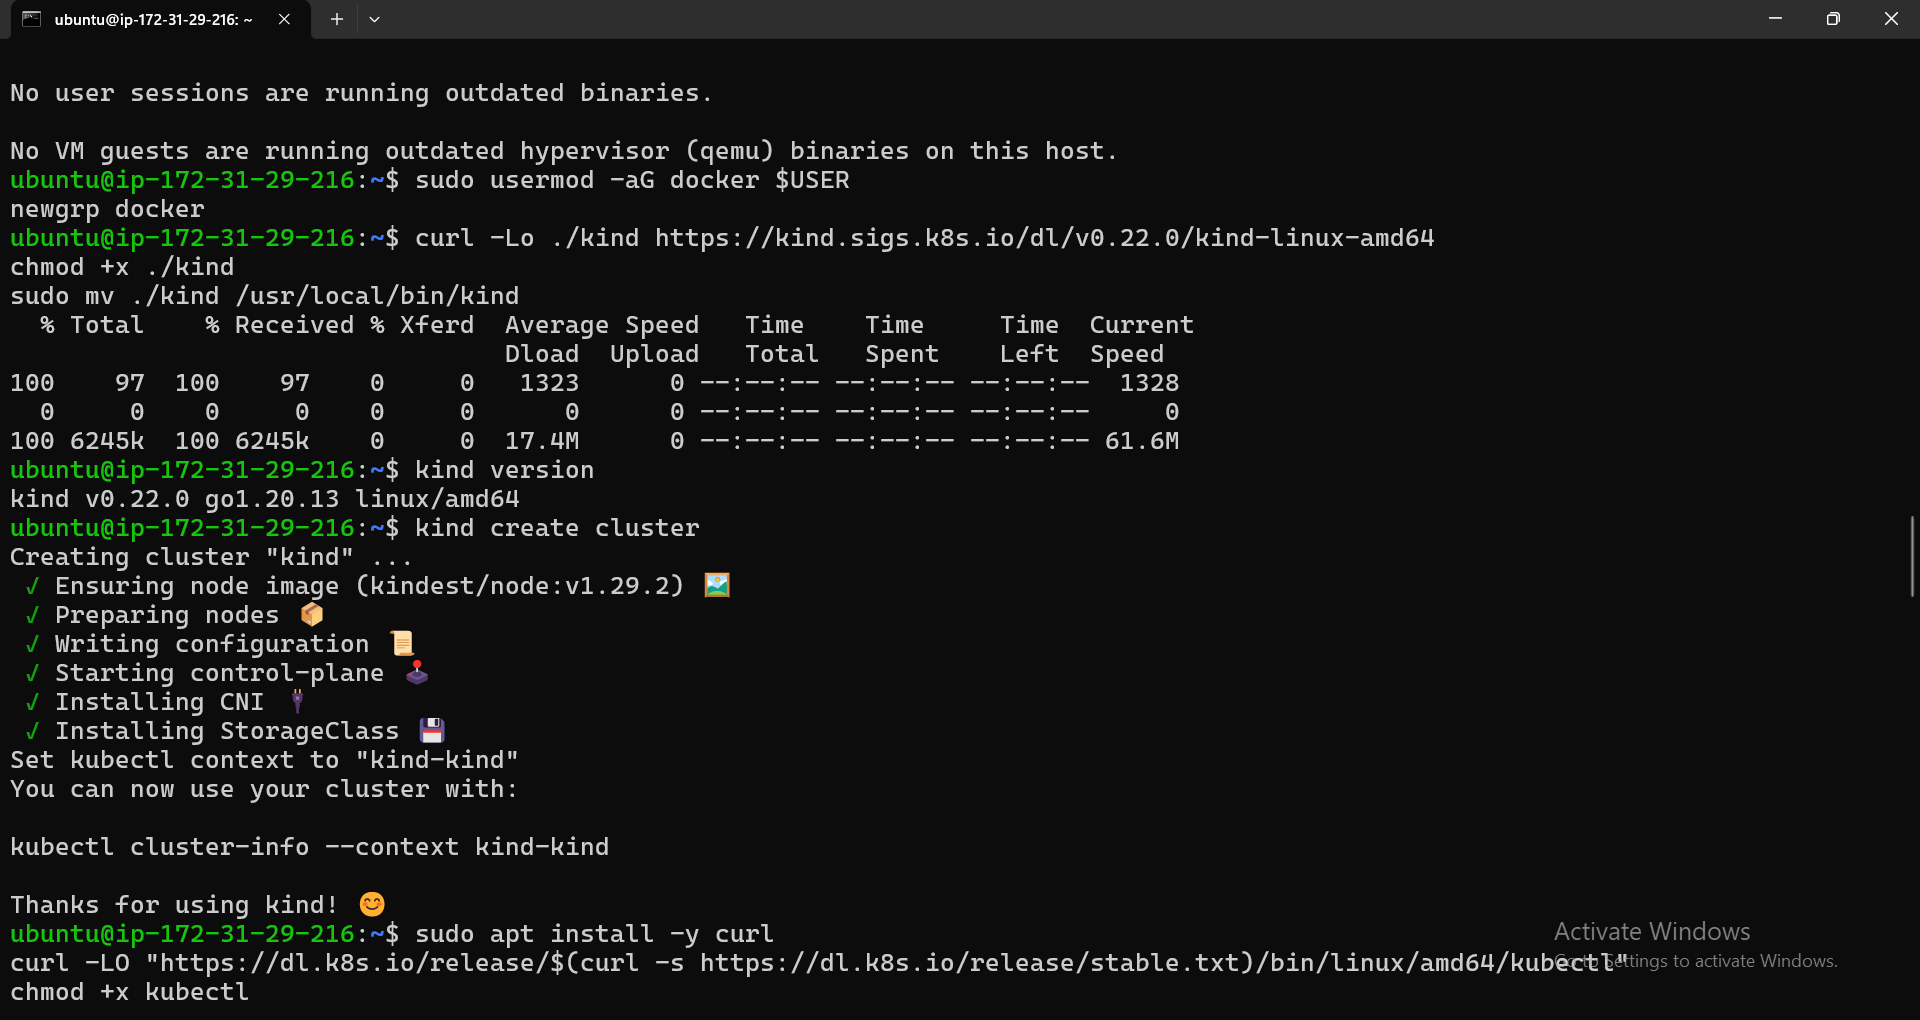 ubuntu@ip-172-31-29-216: ~
No user sessions are running outdated binaries.
No VM guests are running outdated hypervisor (qemu) binaries on this host.
ubuntu@ip-172-31-29-216:~$ sudo usermod -aG docker $USER
newgrp docker
ubuntu@ip-172-31-29-216:~$ curl -Lo ./kind https://kind.sigs.k8s.io/dl/v0.22.0/kind-linux-amd64
chmod +x ./kind
sudo mv ./kind /usr/local/bin/kind
  % Total    % Received % Xferd  Average Speed   Time    Time     Time  Current
                                 Dload  Upload   Total   Spent    Left  Speed
100    97  100    97    0     0   1323      0 --:--:-- --:--:-- --:--:--  1328
  0     0    0     0    0     0      0      0 --:--:-- --:--:-- --:--:--     0
100 6245k  100 6245k    0     0  17.4M      0 --:--:-- --:--:-- --:--:-- 61.6M
ubuntu@ip-172-31-29-216:~$ kind version
kind v0.22.0 go1.20.13 linux/amd64
ubuntu@ip-172-31-29-216:~$ kind create cluster
Creating cluster "kind" ...
 ✓ Ensuring node image (kindest/node:v1.29.2) 🖼
 ✓ Preparing nodes 📦
 ✓ Writing configuration 📜
 ✓ Starting control-plane 🕹
 ✓ Installing CNI 🔌
 ✓ Installing StorageClass 💾
Set kubectl context to "kind-kind"
You can now use your cluster with:
kubectl cluster-info --context kind-kind
Thanks for using kind! 😊
ubuntu@ip-172-31-29-216:~$ sudo apt install -y curl
curl -LO "https://dl.k8s.io/release/$(curl -s https://dl.k8s.io/release/stable.txt)/bin/linux/amd64/kubectl"
chmod +x kubectl
Activate Windows
Go to Settings to activate Windows.